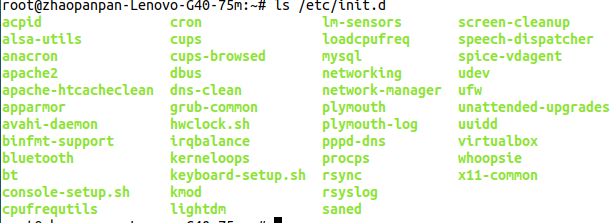 root@zhaopanpan-Lenovo-G40-75m:~# ls /etc/init.d
acpid cron lm-sensors screen-cleanup
alsa-utils cups loadcpufreq speech-dispatcher
anacron cups-browsed mysql spice-vdagent
apache2 dbus networking udev
apache-htcacheclean dns-clean network-manager ufw
apparmor grub-common plymouth unattended-upgrades
avahi-daemon hwclock.sh plymouth-log uuidd
binfmt-support irqbalance pppd-dns virtualbox
bluetooth kerneloops procps whoopsie
bt keyboard-setup.sh rsync x11-common
console-setup.sh kmod rsyslog
cpufrequtils lightdm saned